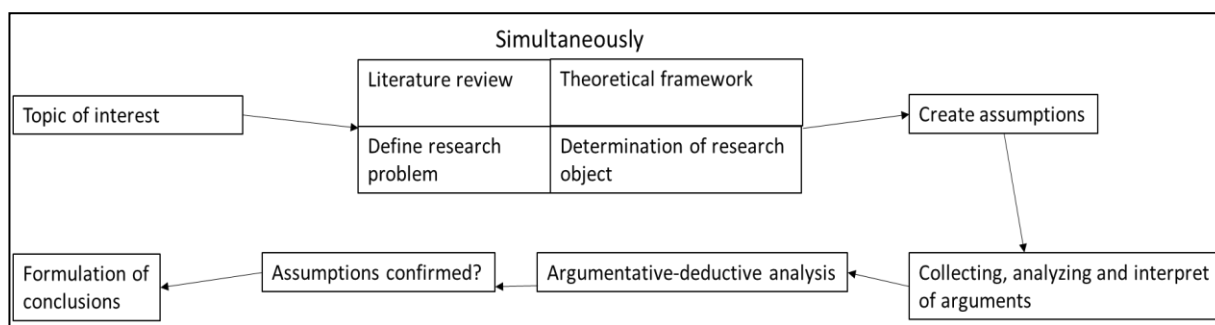 Simultaneously
Topic of interest
Literature review
Theoretical framework
Define research
problem
Determination of research
object
Create assumptions
Collecting, analyzing and interpret
of arguments
Argumentative-deductive analysis
Assumptions confirmed?
Formulation of
conclusions